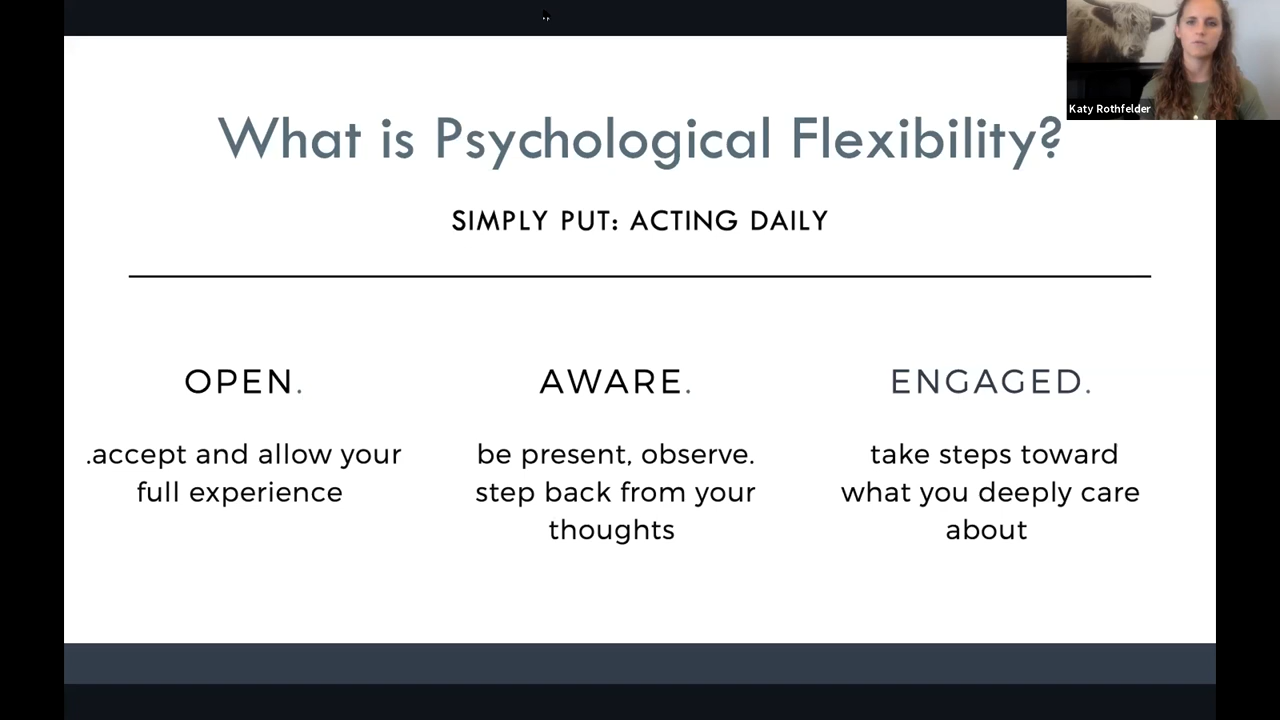 Katy Rothfelder
What is Psychological Flexibility?
SIMPLY PUT: ACTING DAILY
OPEN.
.accept and allow your
full experience
AWARE.
be present, observe.
step back from your
thoughts
ENGAGED.
take steps toward
what you deeply care
about